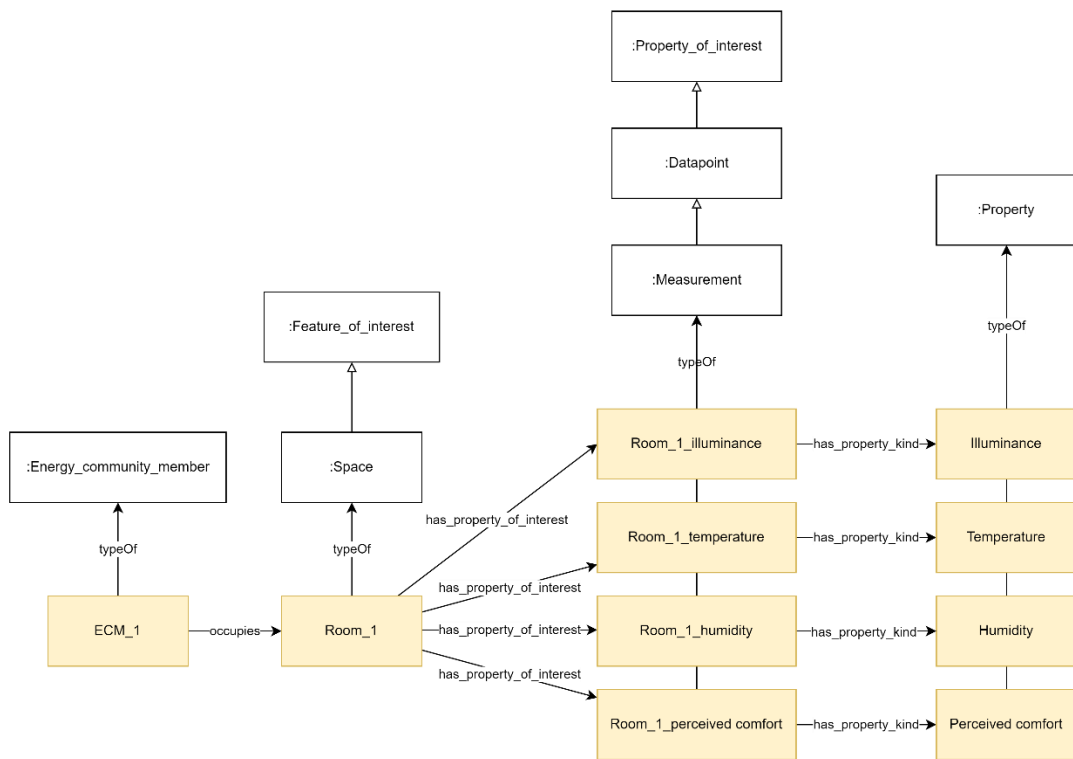 :Property_of_interest
:Datapoint
:Property
:Measurement
:Feature_of_interest
typeOf
typeOf
Room_1_illuminance
has_property_kind
Illuminance
:Energy_community_member
:Space
has_property_of_interest
Room_1_temperature
has_property_kind
Temperature
typeOf
typeOf
has_property_of_interest
ECM_1
occupies
Room_1
has_property_of_interest
Room_1_humidity
has_property_kind
Humidity
has_property_of_interest
Room_1_perceived comfort
has_property_kind
Perceived comfort